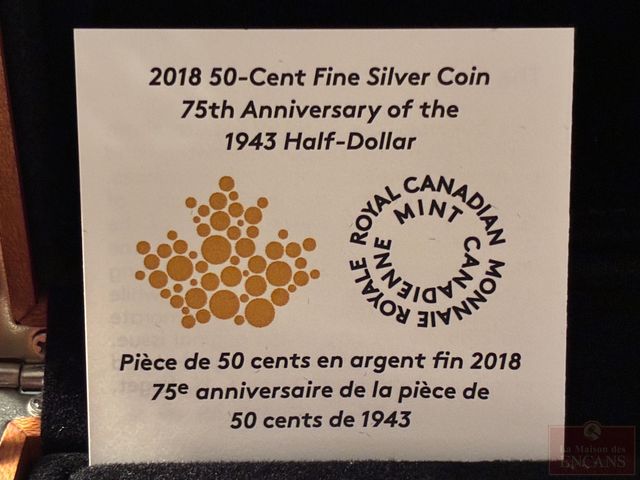 2018 50-Cent Fine Silver Coin
75th Anniversary of the
1943 Half-Dollar
ROYAL CANADIAN
MINT
MONNAIE ROYALE
CANADIENNE
Pièce de 50 cents en argent fin 2018
75e anniversaire de la pièce de
50 cents de 1943
La Maison des
ENCANS